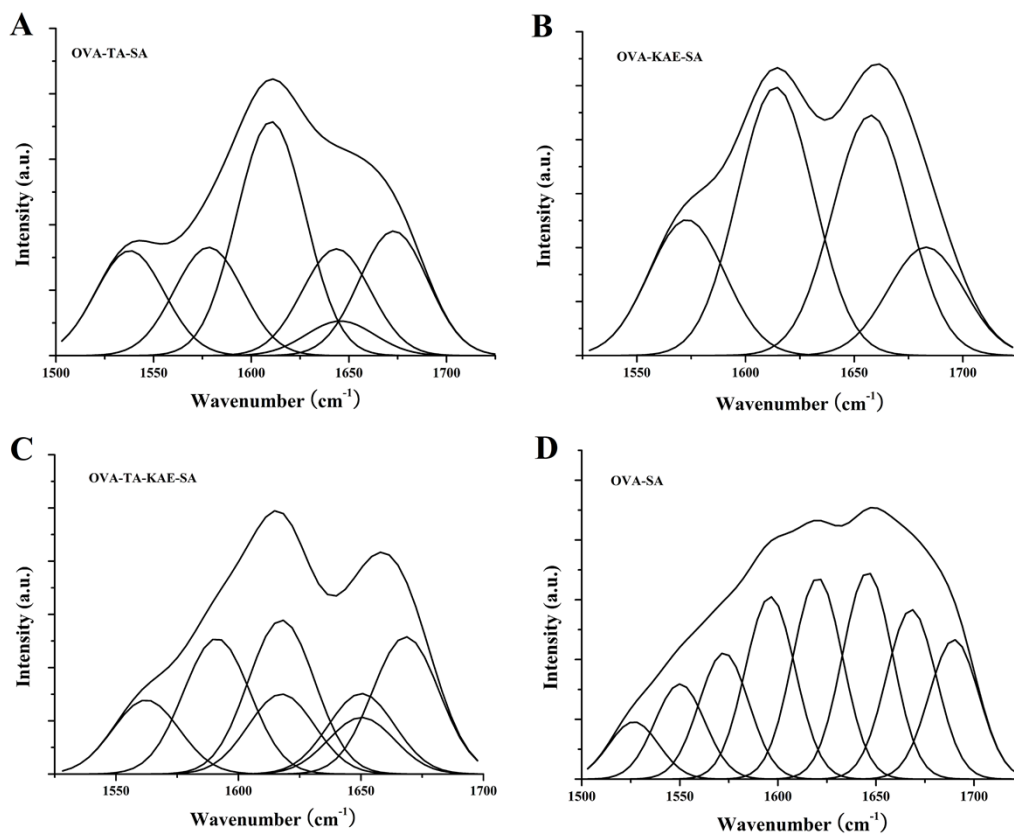 A
OVA-TA-SA
Intensity (a.u.)
1500 1550 1600 1650 1700
Wavenumber (cm-1)
B
OVA-KAE-SA
Intensity (a.u.)
1550 1600 1650 1700
Wavenumber (cm-1)
C
OVA-TA-KAE-SA
Intensity (a.u.)
1550 1600 1650 1700
Wavenumber (cm-1)
D
OVA-SA
Intensity (a.u.)
1500 1550 1600 1650 1700
Wavenumber (cm-1)